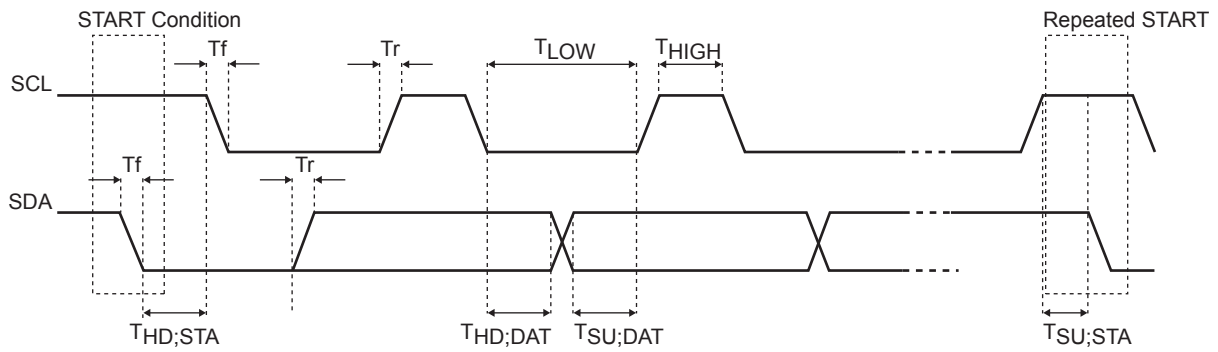 START Condition
Repeated START
Tf
Tr
TLOW
THIGH
SCL
Tf
Tr
SDA
THD;STA
THD;DAT
TSU;DAT
TSU;STA